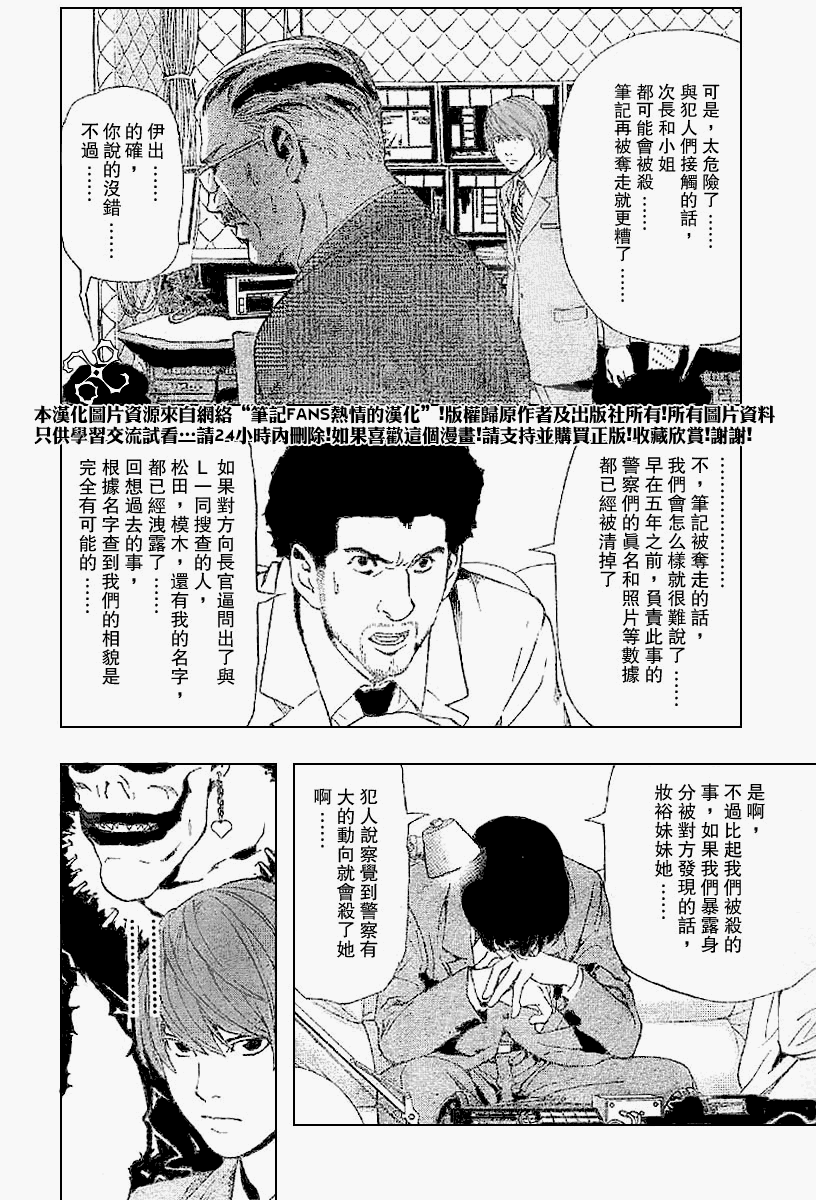 可是，太危險了……
與犯人們接觸的話，
次長和小姐
都可能會被殺……
筆記再被奪走就更糟了……
伊出……
的確，
你說的沒錯……
不過……
本漢化圖片資源來自網絡“筆記FANS熱情的漢化”!版權歸原作者及出版社所有!所有圖片資料
只供學習交流試看…請24小時內刪除!如果喜歡這個漫畫!請支持並購買正版!收藏欣賞!謝謝!
………………
不，筆記被奪走的話，
我們會怎么樣就很難說了……
早在五年之前，負責此事的
警察們的真名和照片等數據
都已經被清掉了
如果對方向長官逼問出了與
L一同搜查的人，
松田，模木，還有我的名字，
都已經洩露了……
回想過去的事，
根據名字查到我們的相貌是
完全有可能的……
是啊，
不過比起我們被殺的
事，如果我們暴露身
分被對方發現的話，
妝裕妹妹她……
犯人說察覺到警察有
大的動向就會殺了她
啊……
………………
………………